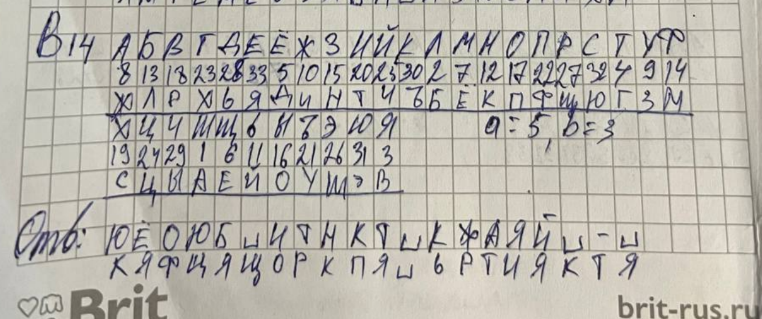 В14 А Б В Г Д Е Ё Ж З И Й К Л М Н О П Р С Т У Ф
8 13 18 23 28 33 5 10 15 20 25 30 2 7 12 17 22 27 32 4 9 14
Ж Л Р Х Ь Я Д И Н Т Ч Ъ Б Ё К П Ф Щ Ю Г З М
Х Ц Ч Ш Щ Ь Ы Ъ Э Ю Я a=5, b=3
19 24 29 1 6 11 16 21 26 31 3
С Ц Ы А Е Й О У Ш Э В
Отв: Ю Ё О Ю Б ␣ И Т Н К Т ␣ К Ж А Я Й ␣ - ␣
К Я Ф Щ Я Щ О Р К П Я ␣ Ь Р Т И Я К Т Я
Brit brit-rus.ru